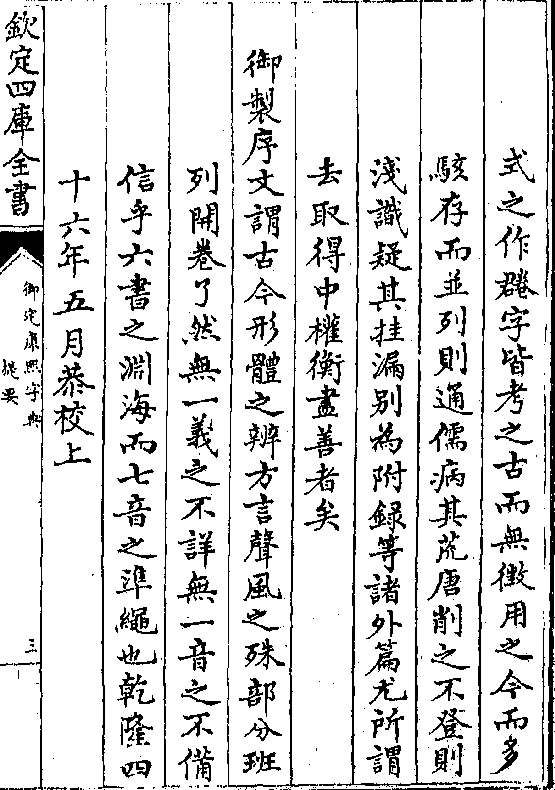 式之作𡕀字皆考之古而無徵用之今而多
駭存而並列則通儒病其荒唐削之不登則
淺識疑其挂漏别為附録等諸外篇尤所謂
去取得中權衡盡善者矣
御製序文謂古今形體之辨方言聲風之殊部分班
列開卷了然無一義之不詳無一音之不備
信乎六書之淵海而七音之凖繩也乾隆四
十六年五月恭校上
欽定四庫全書
御定康熙字典
提要
三